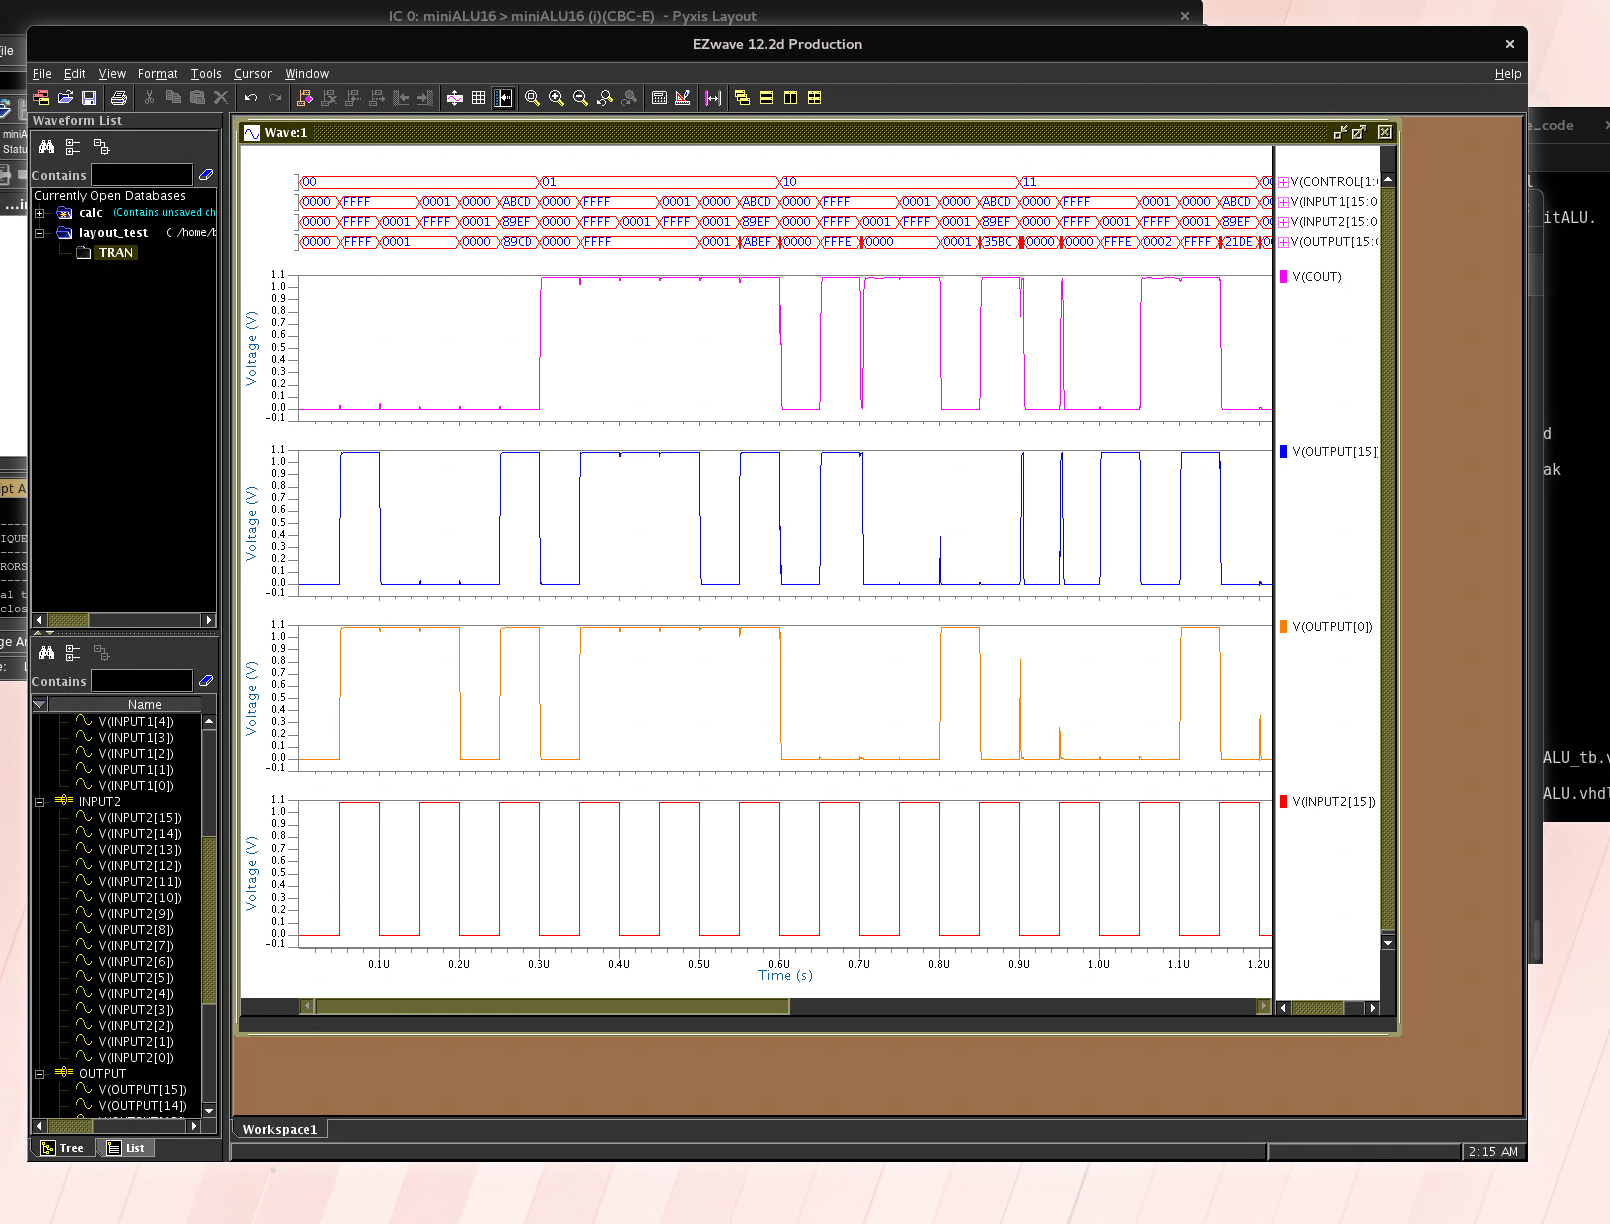 IC 0: miniALU16 > miniALU16 (i)(CBC-E)  - Pyxis Layout
EZwave 12.2d Production
File Edit View Format Tools Cursor Window Help
Waveform List
Contains
Currently Open Databases
calc (Contains unsaved ch
layout_test ( /home/b
TRAN
Contains
Name
V(INPUT1[4])
V(INPUT1[3])
V(INPUT1[2])
V(INPUT1[1])
V(INPUT1[0])
INPUT2
V(INPUT2[15])
V(INPUT2[14])
V(INPUT2[13])
V(INPUT2[12])
V(INPUT2[11])
V(INPUT2[10])
V(INPUT2[9])
V(INPUT2[8])
V(INPUT2[7])
V(INPUT2[6])
V(INPUT2[5])
V(INPUT2[4])
V(INPUT2[3])
V(INPUT2[2])
V(INPUT2[1])
V(INPUT2[0])
OUTPUT
V(OUTPUT[15])
V(OUTPUT[14])
Tree List
Wave:1
00 01 10 11 V(CONTROL[1:
0000 FFFF 0001 0000 ABCD 0000 FFFF 0001 0000 ABCD 0000 FFFF 0001 0000 ABCD 0000 FFFF 0001 0000 ABCD V(INPUT1[15:0
0000 FFFF 0001 FFFF 0001 89EF 0000 FFFF 0001 FFFF 0001 89EF 0000 FFFF 0001 FFFF 0001 89EF 0000 FFFF 0001 FFFF 0001 89EF V(INPUT2[15:0
0000 FFFF 0001 0000 89CD 0000 FFFF 0001 ABEF 0000 FFFE 0000 0001 35BC 0000 0000 FFFE 0002 FFFF 21DE V(OUTPUT[15:
1.1
1.0
0.9
0.8
0.7
0.6
0.5
0.4
0.3
0.2
0.1
0.0
-0.1
Voltage (V)
V(COUT)
1.1
1.0
0.9
0.8
0.7
0.6
0.5
0.4
0.3
0.2
0.1
0.0
-0.1
Voltage (V)
V(OUTPUT[15]
1.1
1.0
0.9
0.8
0.7
0.6
0.5
0.4
0.3
0.2
0.1
0.0
-0.1
Voltage (V)
V(OUTPUT[0])
1.1
1.0
0.9
0.8
0.7
0.6
0.5
0.4
0.3
0.2
0.1
0.0
-0.1
Voltage (V)
V(INPUT2[15])
0.1U 0.2U 0.3U 0.4U 0.5U 0.6U 0.7U 0.8U 0.9U 1.0U 1.1U 1.2U
Time (s)
Workspace1
2:15 AM
_code
itALU.
d
ak
ALU_tb.v
ALU.vhdl